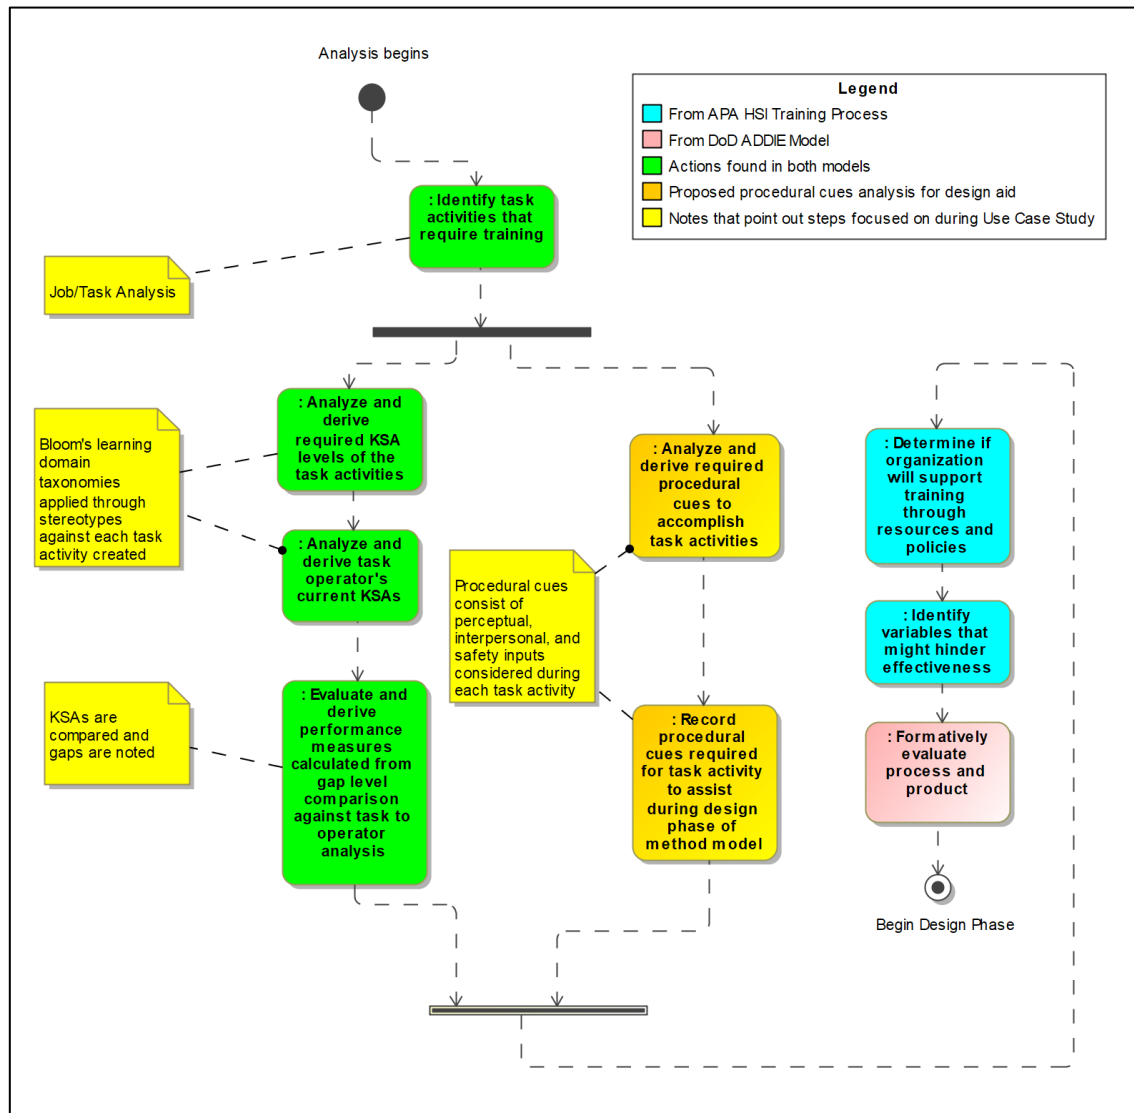 Analysis begins
Legend
From APA HSI Training Process
From DoD ADDIE Model
Actions found in both models
Proposed procedural cues analysis for design aid
Notes that point out steps focused on during Use Case Study
: Identify task
activities that
require training
Job/Task Analysis
: Analyze and
derive
required KSA
levels of the
task activities
Bloom's learning
domain
taxonomies
applied through
stereotypes
against each task
activity created
: Analyze and
derive task
operator's
current KSAs
: Evaluate and
derive
performance
measures
calculated from
gap level
comparison
against task to
operator
analysis
KSAs are
compared and
gaps are noted
: Analyze and
derive required
procedural
cues to
accomplish
task activities
Procedural cues
consist of
perceptual,
interpersonal, and
safety inputs
considered during
each task activity
: Record
procedural
cues required
for task activity
to assist
during design
phase of
method model
: Determine if
organization
will support
training
through
resources and
policies
: Identify
variables that
might hinder
effectiveness
: Formatively
evaluate
process and
product
Begin Design Phase